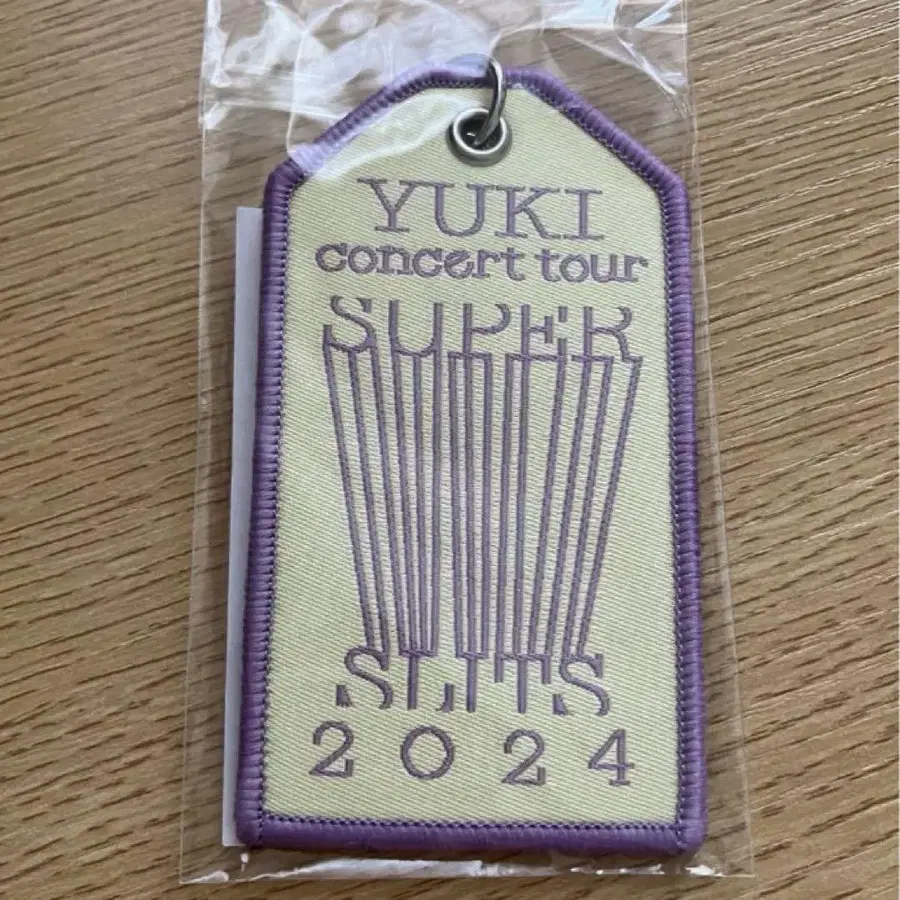 YUKI
concert tour
SUPER
SLITS
2024